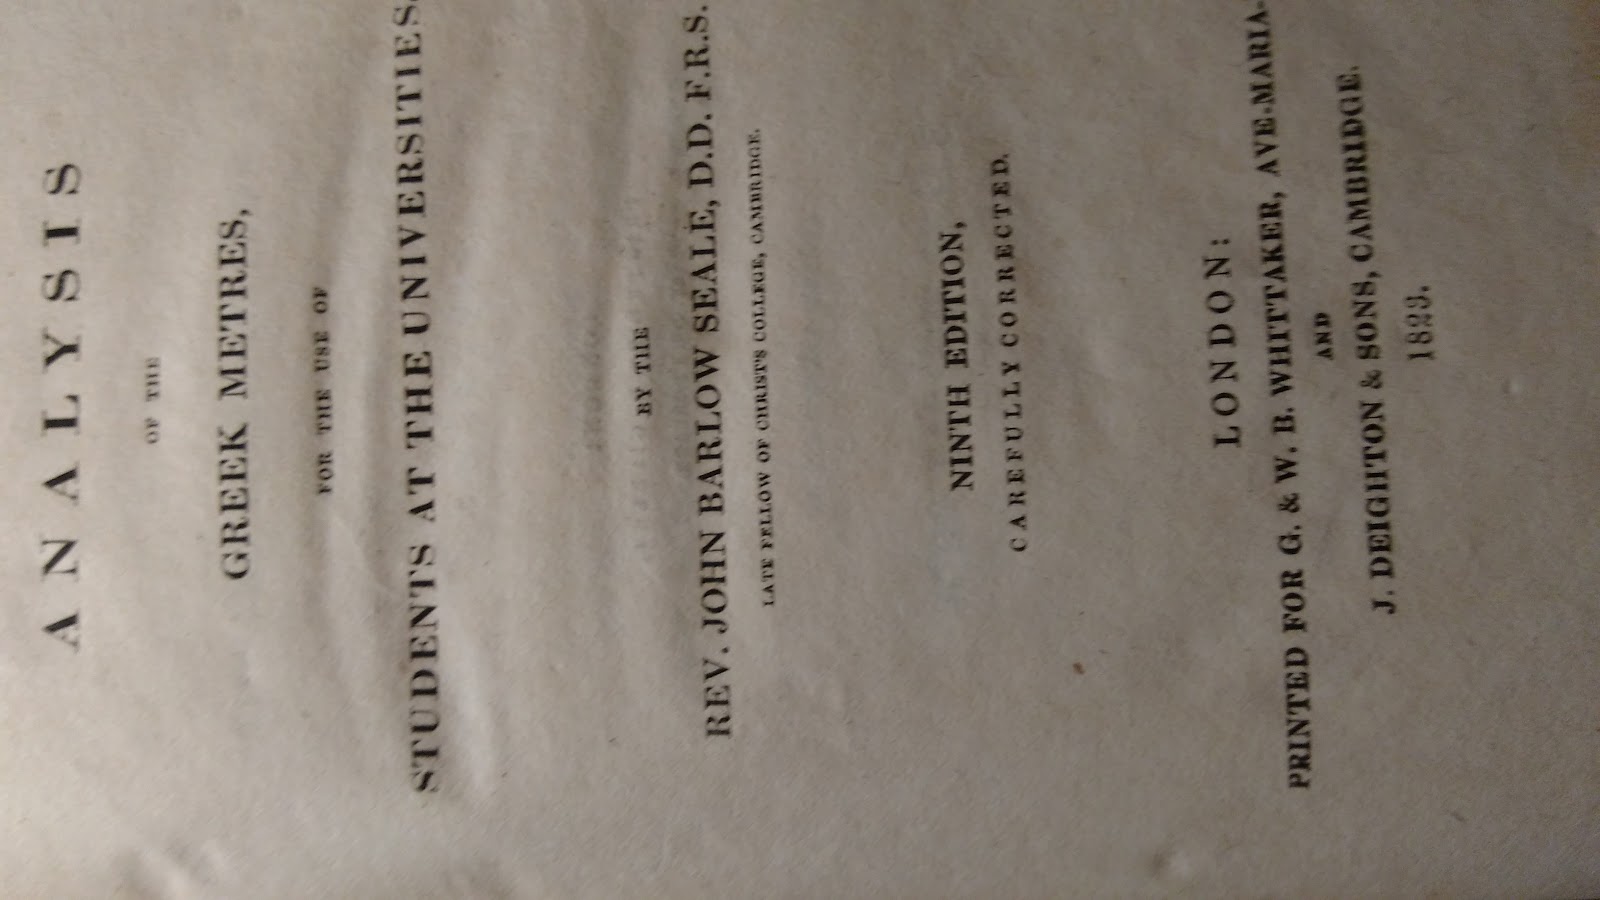 ANALYSIS
OF THE
GREEK METRES,
FOR THE USE OF
STUDENTS AT THE UNIVERSITIES.
BY THE
REV. JOHN BARLOW SEALE, D.D. F.R.S.
LATE FELLOW OF CHRIST'S COLLEGE, CAMBRIDGE.
NINTH EDITION,
CAREFULLY CORRECTED.
LONDON:
PRINTED FOR G. & W. B. WHITTAKER, AVE-MARIA-
AND
J. DEIGHTON & SONS, CAMBRIDGE.
1823.